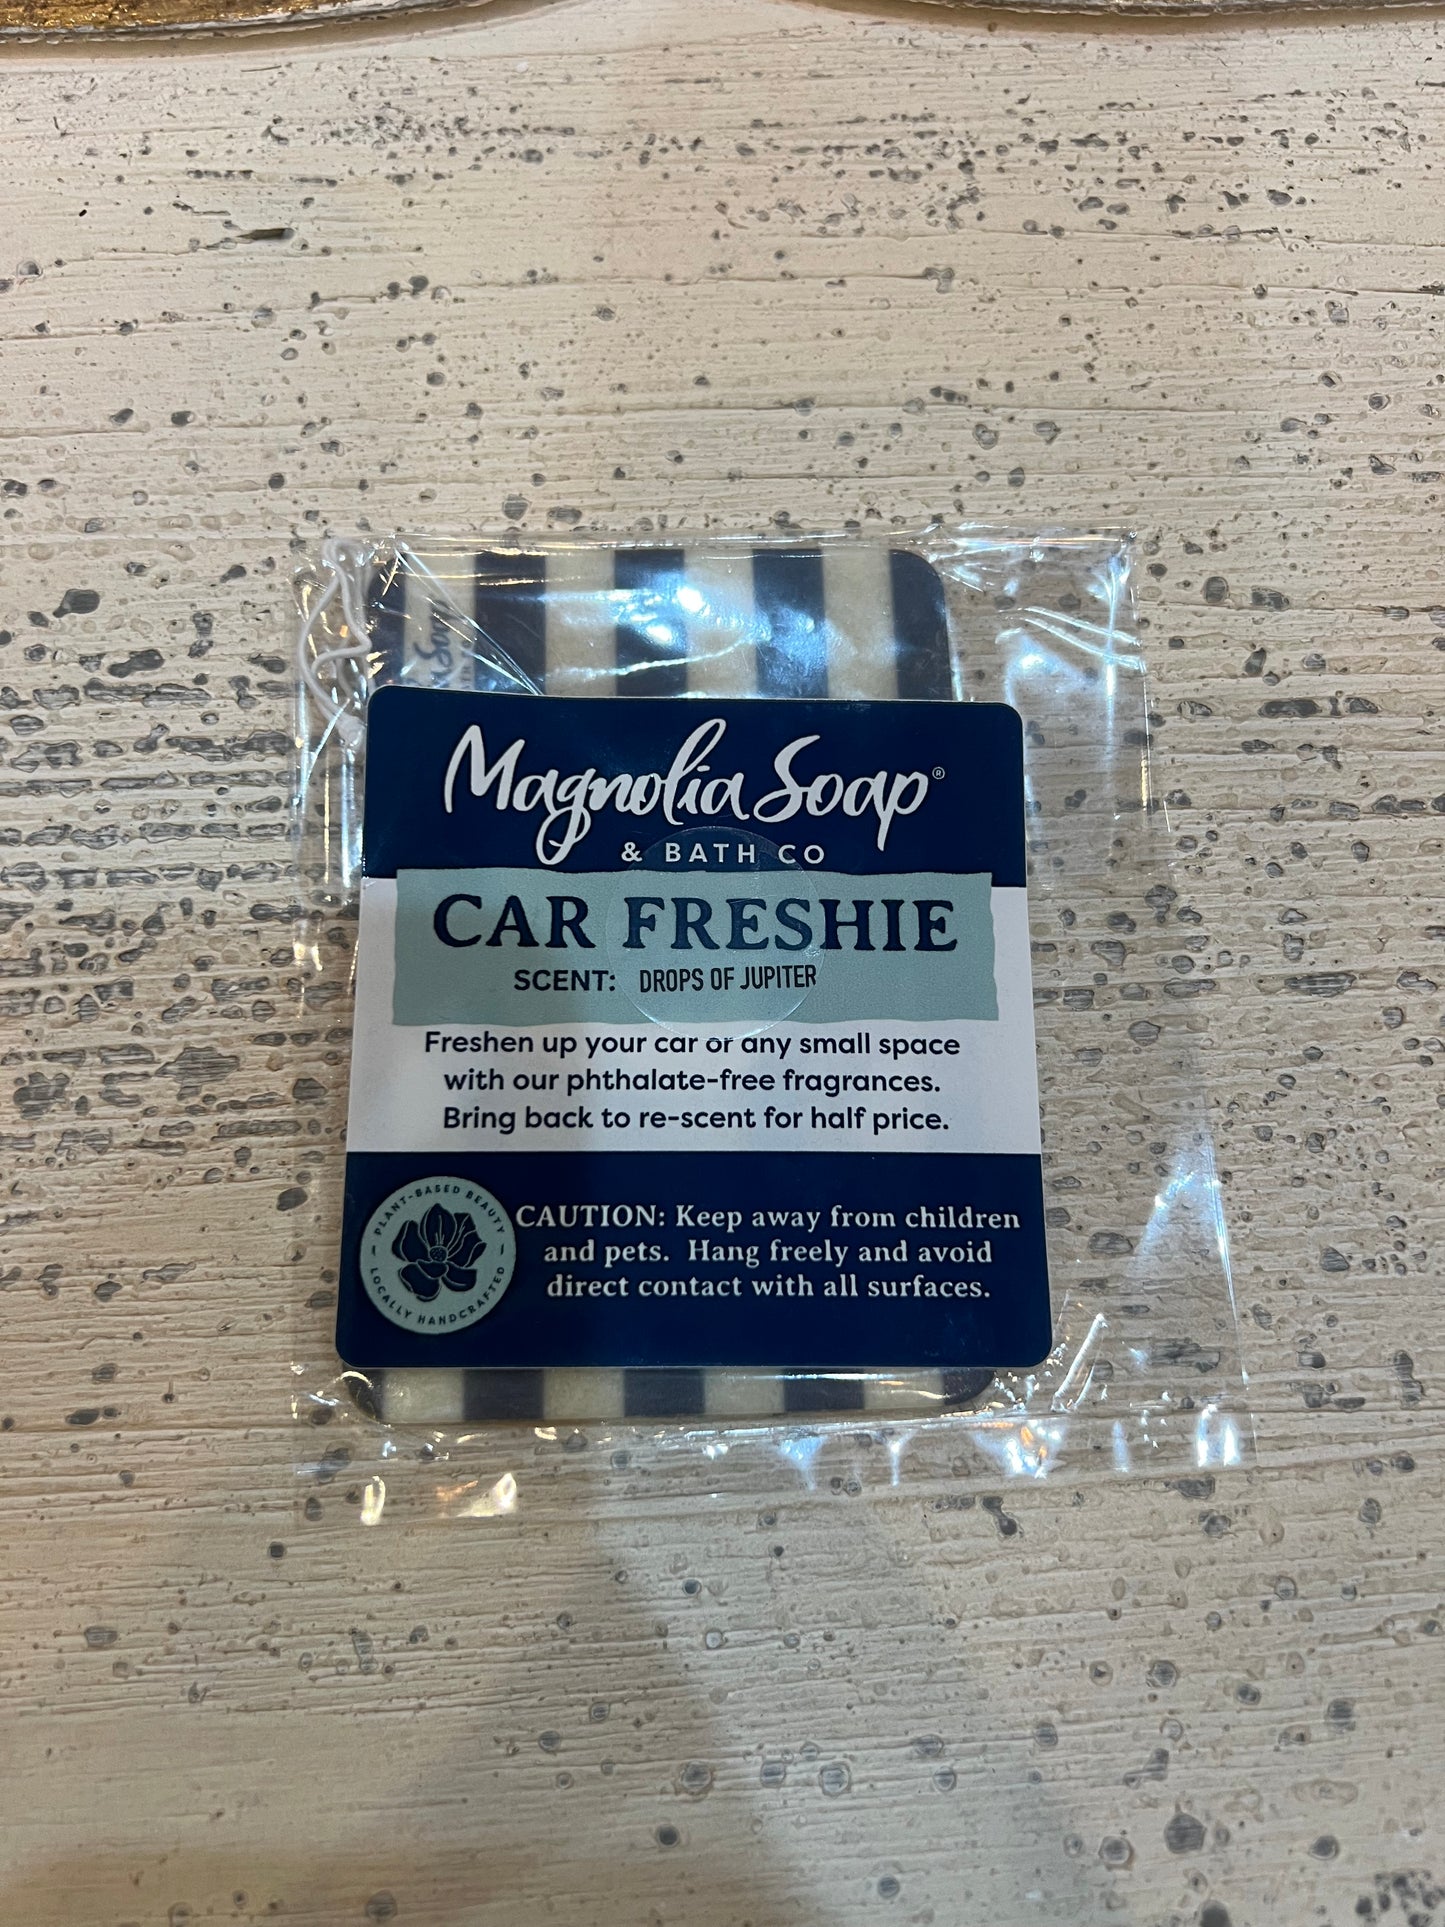 Soap
Magnolia Soap®
& BATH CO
CAR FRESHIE
SCENT: DROPS OF JUPITER
Freshen up your car or any small space
with our phthalate-free fragrances.
Bring back to re-scent for half price.
PLANT-BASED BEAUTY
LOCALLY HANDCRAFTED
CAUTION: Keep away from children
and pets. Hang freely and avoid
direct contact with all surfaces.